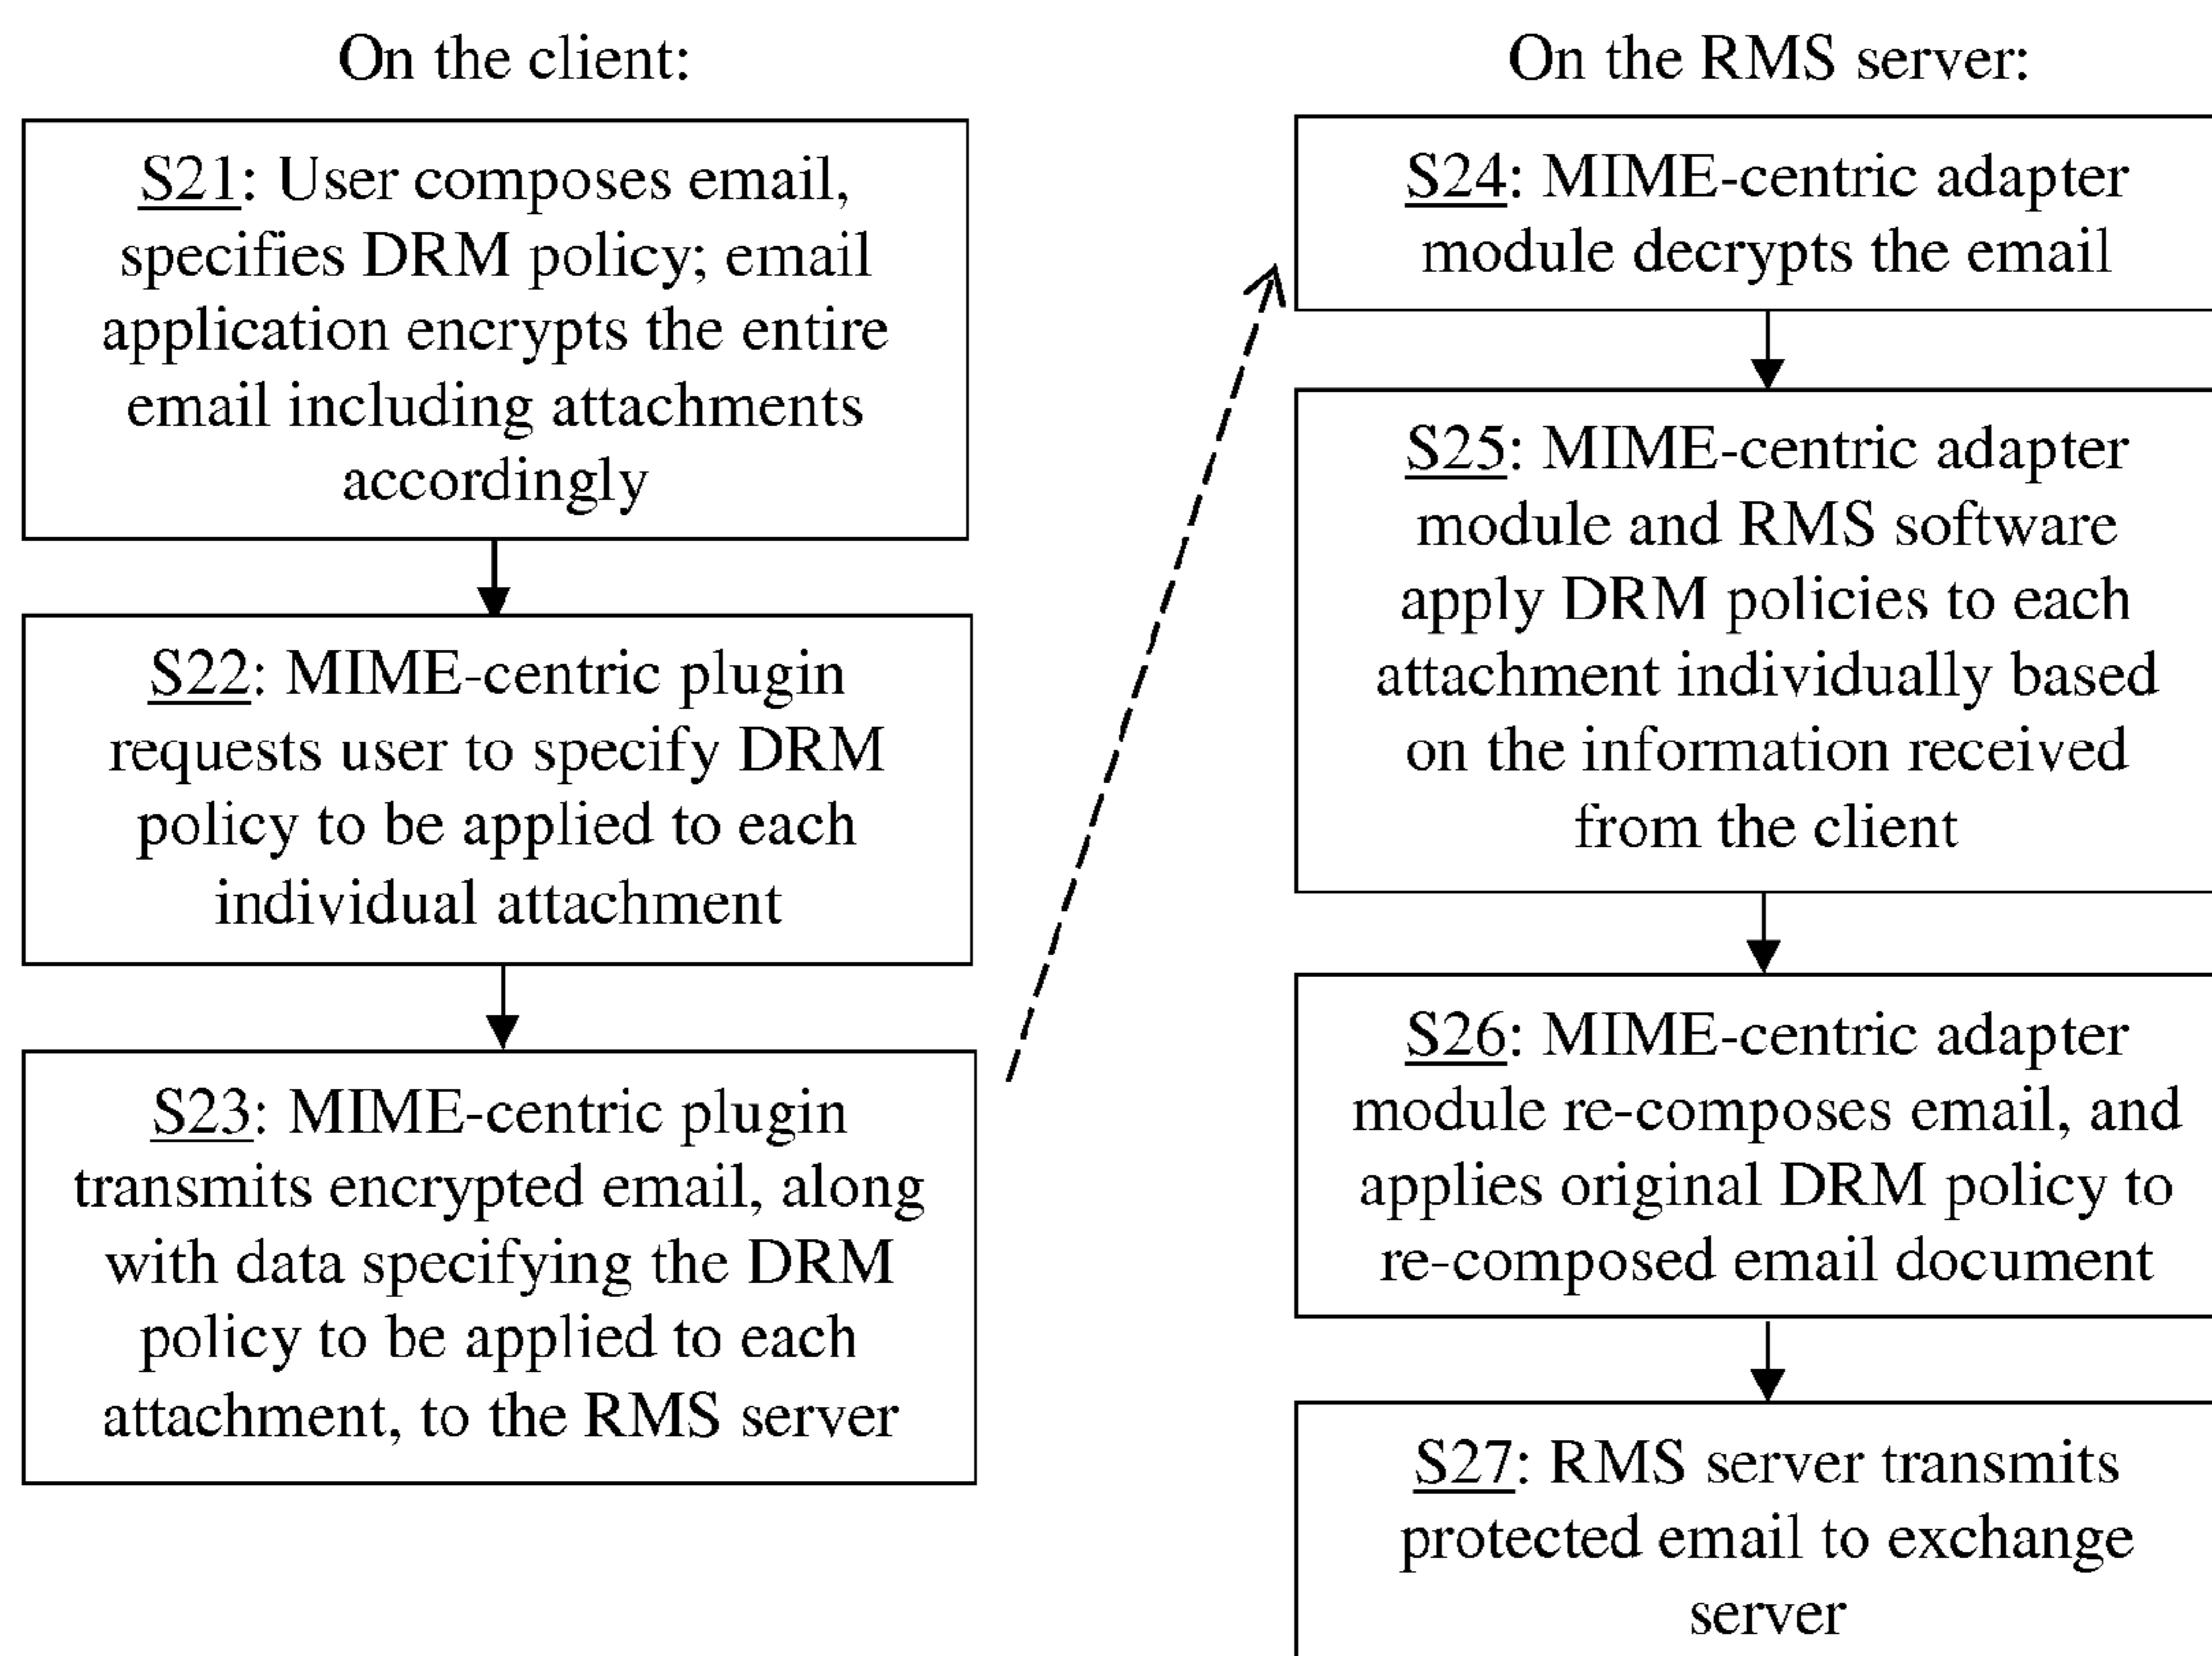 On the client:
S21: User composes email,
specifies DRM policy; email
application encrypts the entire
email including attachments
accordingly
S22: MIME-centric plugin
requests user to specify DRM
policy to be applied to each
individual attachment
S23: MIME-centric plugin
transmits encrypted email, along
with data specifying the DRM
policy to be applied to each
attachment, to the RMS server
On the RMS server:
S24: MIME-centric adapter
module decrypts the email
S25: MIME-centric adapter
module and RMS software
apply DRM policies to each
attachment individually based
on the information received
from the client
S26: MIME-centric adapter
module re-composes email, and
applies original DRM policy to
re-composed email document
S27: RMS server transmits
protected email to exchange
server